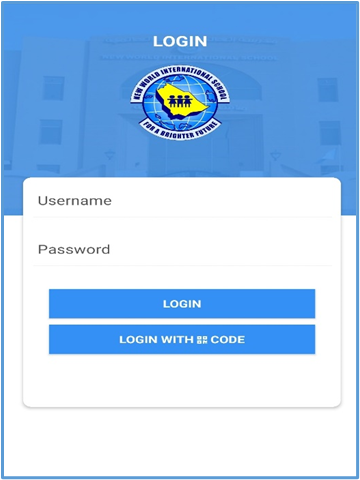 LOGIN
NEW WORLD INTERNATIONAL SCHOOL
FOR A BRIGHTER FUTURE
Username
Password
LOGIN
LOGIN WITH CODE